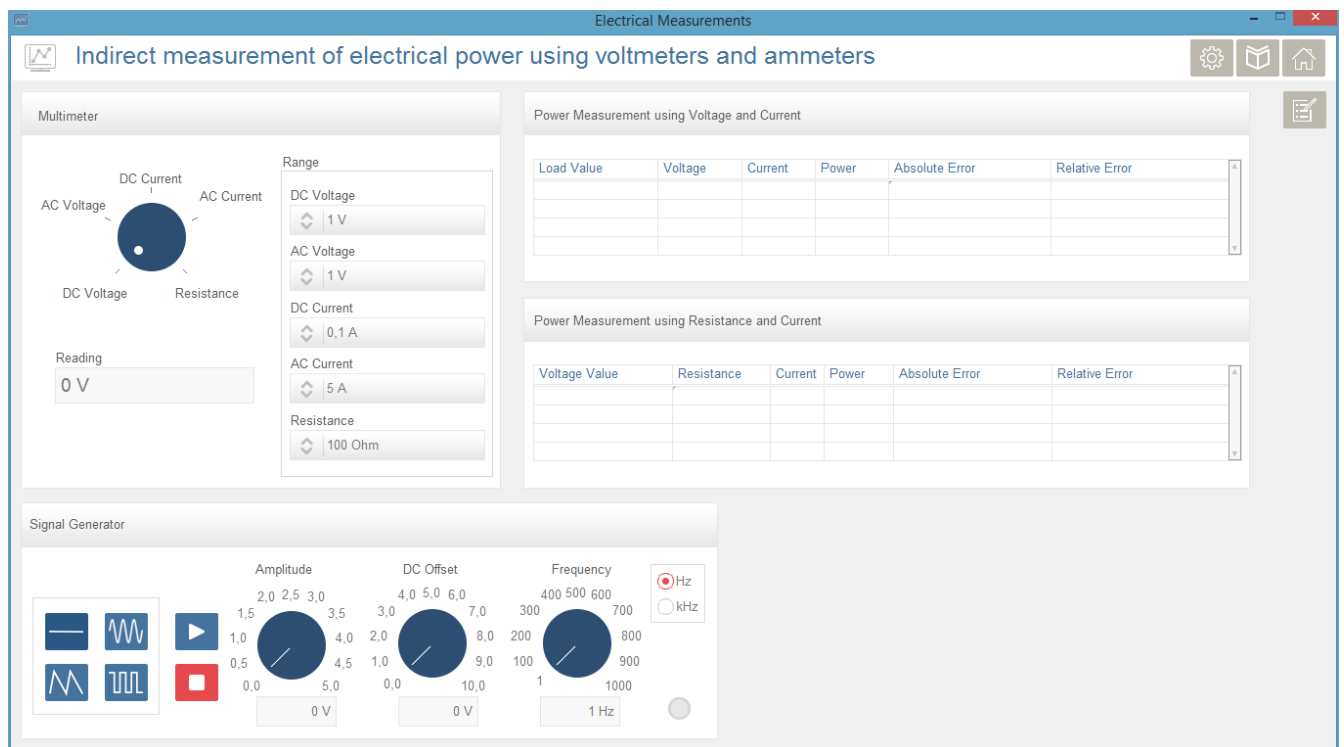 Electrical Measurements
Indirect measurement of electrical power using voltmeters and ammeters
Multimeter
DC Current
AC Voltage
AC Current
DC Voltage
Resistance
Reading
0 V
Range
DC Voltage
1 V
AC Voltage
1 V
DC Current
0,1 A
AC Current
5 A
Resistance
100 Ohm
Power Measurement using Voltage and Current
Load Value Voltage Current Power Absolute Error Relative Error
Power Measurement using Resistance and Current
Voltage Value Resistance Current Power Absolute Error Relative Error
Signal Generator
Amplitude
2,0 2,5 3,0
1,5 3,5
1,0 4,0
0,5 4,5
0,0 5,0
0 V
DC Offset
4,0 5,0 6,0
3,0 7,0
2,0 8,0
1,0 9,0
0,0 10,0
0 V
Frequency
400 500 600
300 700
200 800
100 900
1 1000
1 Hz
Hz
kHz